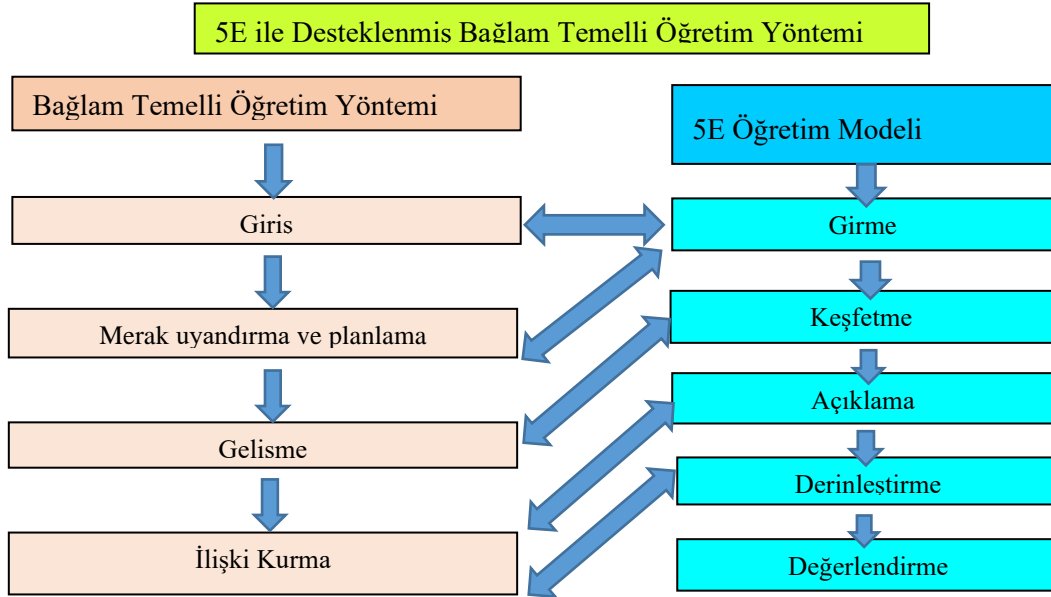 5E ile Desteklenmis Bağlam Temelli Öğretim Yöntemi
Bağlam Temelli Öğretim Yöntemi
5E Öğretim Modeli
Giris
Girme
Merak uyandırma ve planlama
Keşfetme
Gelisme
Açıklama
İlişki Kurma
Derinleştirme
Değerlendirme